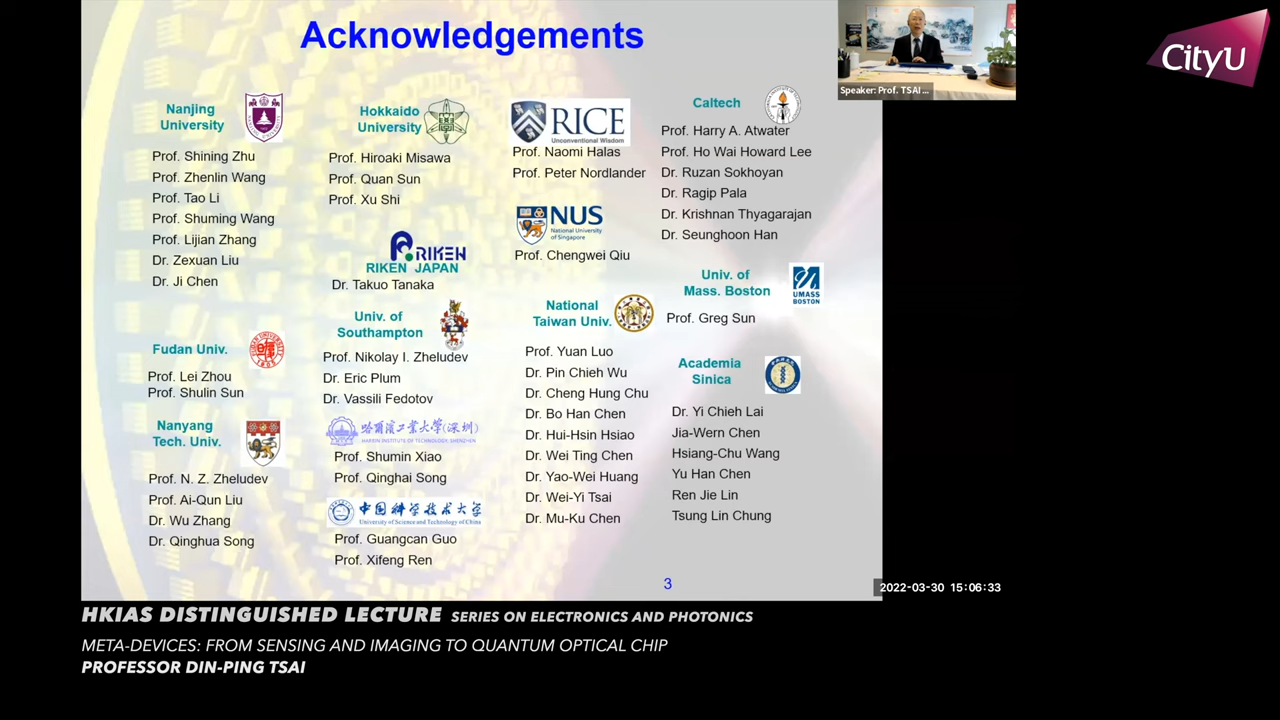 Acknowledgements
Nanjing
University
Prof. Shining Zhu
Prof. Zhenlin Wang
Prof. Tao Li
Prof. Shuming Wang
Prof. Lijian Zhang
Dr. Zexuan Liu
Dr. Ji Chen
Fudan Univ.
Prof. Lei Zhou
Prof. Shulin Sun
Nanyang
Tech. Univ.
Prof. N. Z. Zheludev
Prof. Ai-Qun Liu
Dr. Wu Zhang
Dr. Qinghua Song
Hokkaido
University
Prof. Hiroaki Misawa
Prof. Quan Sun
Prof. Xu Shi
RIKEN
RIKEN JAPAN
Dr. Takuo Tanaka
Univ. of
Southampton
Prof. Nikolay I. Zheludev
Dr. Eric Plum
Dr. Vassili Fedotov
哈爾濱工業大學(深圳)
HARBIN INSTITUTE OF TECHNOLOGY, SHENZHEN
Prof. Shumin Xiao
Prof. Qinghai Song
中国科学技术大学
University of Science and Technology of China
Prof. Guangcan Guo
Prof. Xifeng Ren
RICE
Unconventional Wisdom
Prof. Naomi Halas
Prof. Peter Nordlander
NUS
National University
of Singapore
Prof. Chengwei Qiu
National
Taiwan Univ.
Prof. Yuan Luo
Dr. Pin Chieh Wu
Dr. Cheng Hung Chu
Dr. Bo Han Chen
Dr. Hui-Hsin Hsiao
Dr. Wei Ting Chen
Dr. Yao-Wei Huang
Dr. Wei-Yi Tsai
Dr. Mu-Ku Chen
Caltech
Prof. Harry A. Atwater
Prof. Ho Wai Howard Lee
Dr. Ruzan Sokhoyan
Dr. Ragip Pala
Dr. Krishnan Thyagarajan
Dr. Seunghoon Han
Univ. of
Mass. Boston
UMASS
BOSTON
Prof. Greg Sun
Academia
Sinica
Dr. Yi Chieh Lai
Jia-Wern Chen
Hsiang-Chu Wang
Yu Han Chen
Ren Jie Lin
Tsung Lin Chung
3
Speaker: Prof. TSAI ...
CityU
2022-03-30 15:06:33
HKIAS DISTINGUISHED LECTURE SERIES ON ELECTRONICS AND PHOTONICS
META-DEVICES: FROM SENSING AND IMAGING TO QUANTUM OPTICAL CHIP
PROFESSOR DIN-PING TSAI